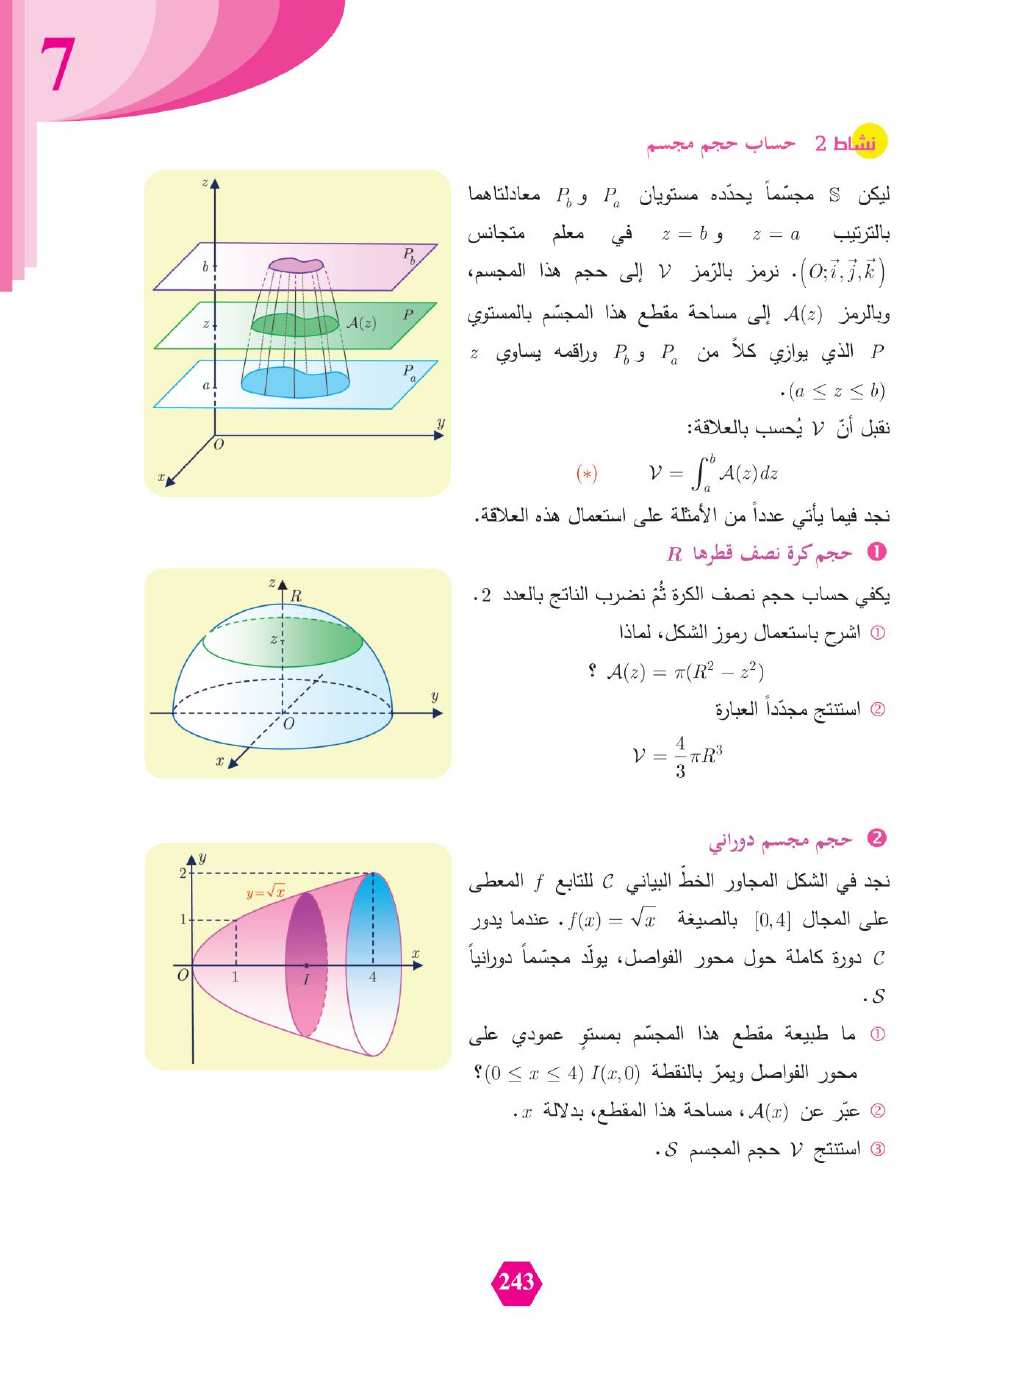 7
نشاط 2 حساب حجم مجسم
ليكن 𝕊 مجسّماً يحدّده مستويان P_a و P_b معادلتاهما
بالترتيب z = a و z = b في معلم متجانس
(O; i⃗, j⃗, k⃗). نرمز بالرّمز 𝒱 إلى حجم هذا المجسم،
وبالرمز 𝒜(z) إلى مساحة مقطع هذا المجسّم بالمستوي
P الذي يوازي كلاً من P_a و P_b وراقمه يساوي z
(a ≤ z ≤ b).
نقبل أنّ 𝒱 يُحسب بالعلاقة:
𝒱 = ∫_a^b 𝒜(z)dz (*)
نجد فيما يأتي عدداً من الأمثلة على استعمال هذه العلاقة.
z
b
P_b
z
𝒜(z)
P
a
P_a
y
O
x
❶ حجم كرة نصف قطرها R
يكفي حساب حجم نصف الكرة ثُمّ نضرب الناتج بالعدد 2.
① اشرح باستعمال رموز الشكل، لماذا
𝒜(z) = π(R² − z²) ؟
② استنتج مجدّداً العبارة
𝒱 = 4/3 πR³
z
R
z
y
O
x
❷ حجم مجسم دوراني
نجد في الشكل المجاور الخطّ البياني 𝒞 للتابع f المعطى
على المجال [0,4] بالصيغة f(x) = √x. عندما يدور
𝒞 دورة كاملة حول محور الفواصل، يولّد مجسّماً دورانياً
𝒮.
① ما طبيعة مقطع هذا المجسّم بمستوٍ عمودي على
محور الفواصل ويمرّ بالنقطة I(x,0) (0 ≤ x ≤ 4)؟
② عبّر عن 𝒜(x)، مساحة هذا المقطع، بدلالة x.
③ استنتج 𝒱 حجم المجسم 𝒮.
y
2
y=√x
1
x
O
1
I
4
243